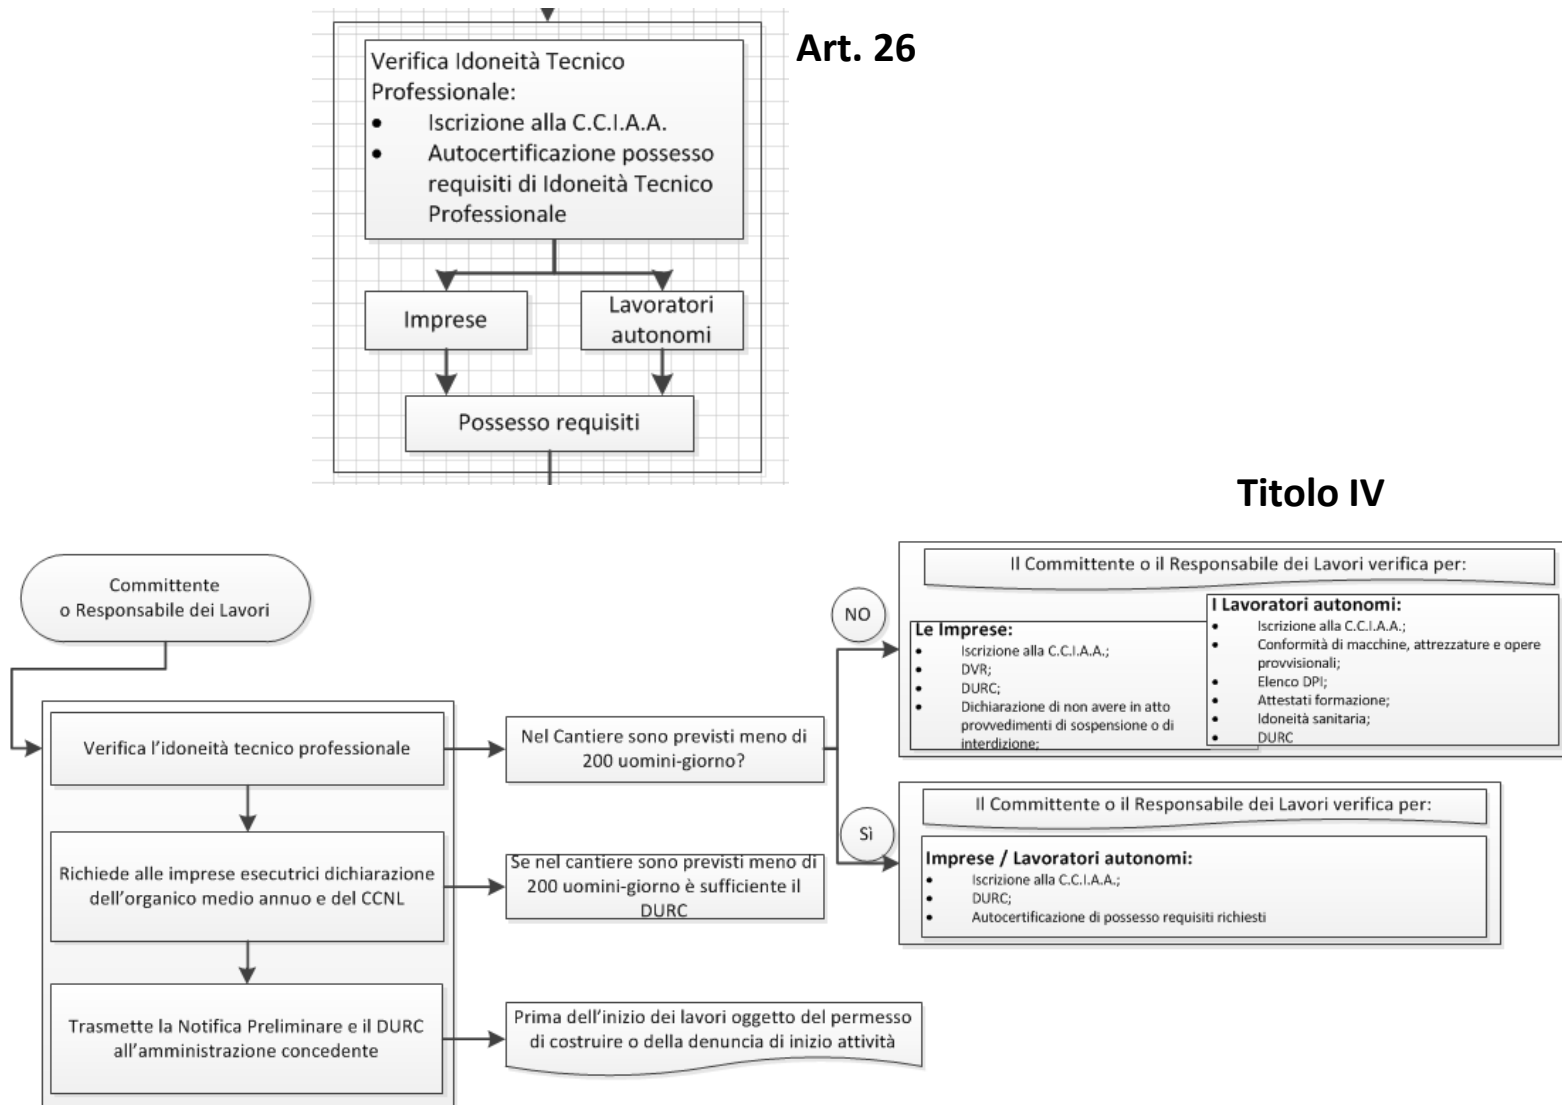 Art. 26
Verifica Idoneità Tecnico
Professionale:
• Iscrizione alla C.C.I.A.A.
• Autocertificazione possesso
requisiti di Idoneità Tecnico
Professionale
Imprese
Lavoratori
autonomi
Possesso requisiti
Titolo IV
Committente
o Responsabile dei Lavori
Verifica l'idoneità tecnico professionale
Richiede alle imprese esecutrici dichiarazione
dell'organico medio annuo e del CCNL
Trasmette la Notifica Preliminare e il DURC
all'amministrazione concedente
Nel Cantiere sono previsti meno di
200 uomini-giorno?
Se nel cantiere sono previsti meno di
200 uomini-giorno è sufficiente il
DURC
Prima dell'inizio dei lavori oggetto del permesso
di costruire o della denuncia di inizio attività
NO
Il Committente o il Responsabile dei Lavori verifica per:
Le Imprese:
• Iscrizione alla C.C.I.A.A.;
• DVR;
• DURC;
• Dichiarazione di non avere in atto
provvedimenti di sospensione o di
interdizione;
I Lavoratori autonomi:
• Iscrizione alla C.C.I.A.A.;
• Conformità di macchine, attrezzature e opere
provvisionali;
• Elenco DPI;
• Attestati formazione;
• Idoneità sanitaria;
• DURC
Sì
Il Committente o il Responsabile dei Lavori verifica per:
Imprese / Lavoratori autonomi:
• Iscrizione alla C.C.I.A.A.;
• DURC;
• Autocertificazione di possesso requisiti richiesti